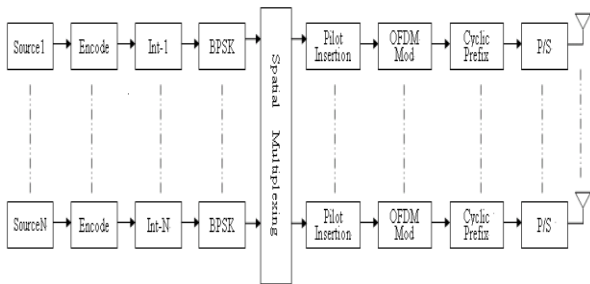 Source1 Encode Int-1 BPSK Pilot Insertion OFDM Mod Cyclic Prefix P/S
Spatial Multiplexing
SourceN Encode Int-N BPSK Pilot Insertion OFDM Mod Cyclic Prefix P/S